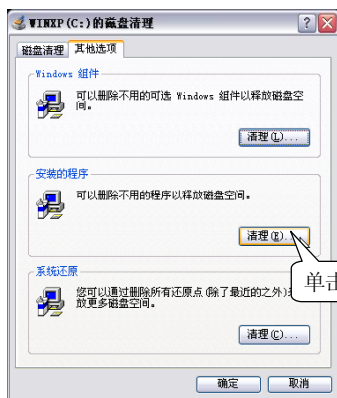 WINXP (C:)的磁盘清理
磁盘清理 其他选项
Windows 组件
可以删除不用的可选 Windows 组件以释放磁盘空
间。
清理(L)...
安装的程序
可以删除不用的程序以释放磁盘空间。
清理(E)...
单击
系统还原
您可以通过删除所有还原点(除了最近的之外)
放更多磁盘空间。
清理(C)...
确定 取消